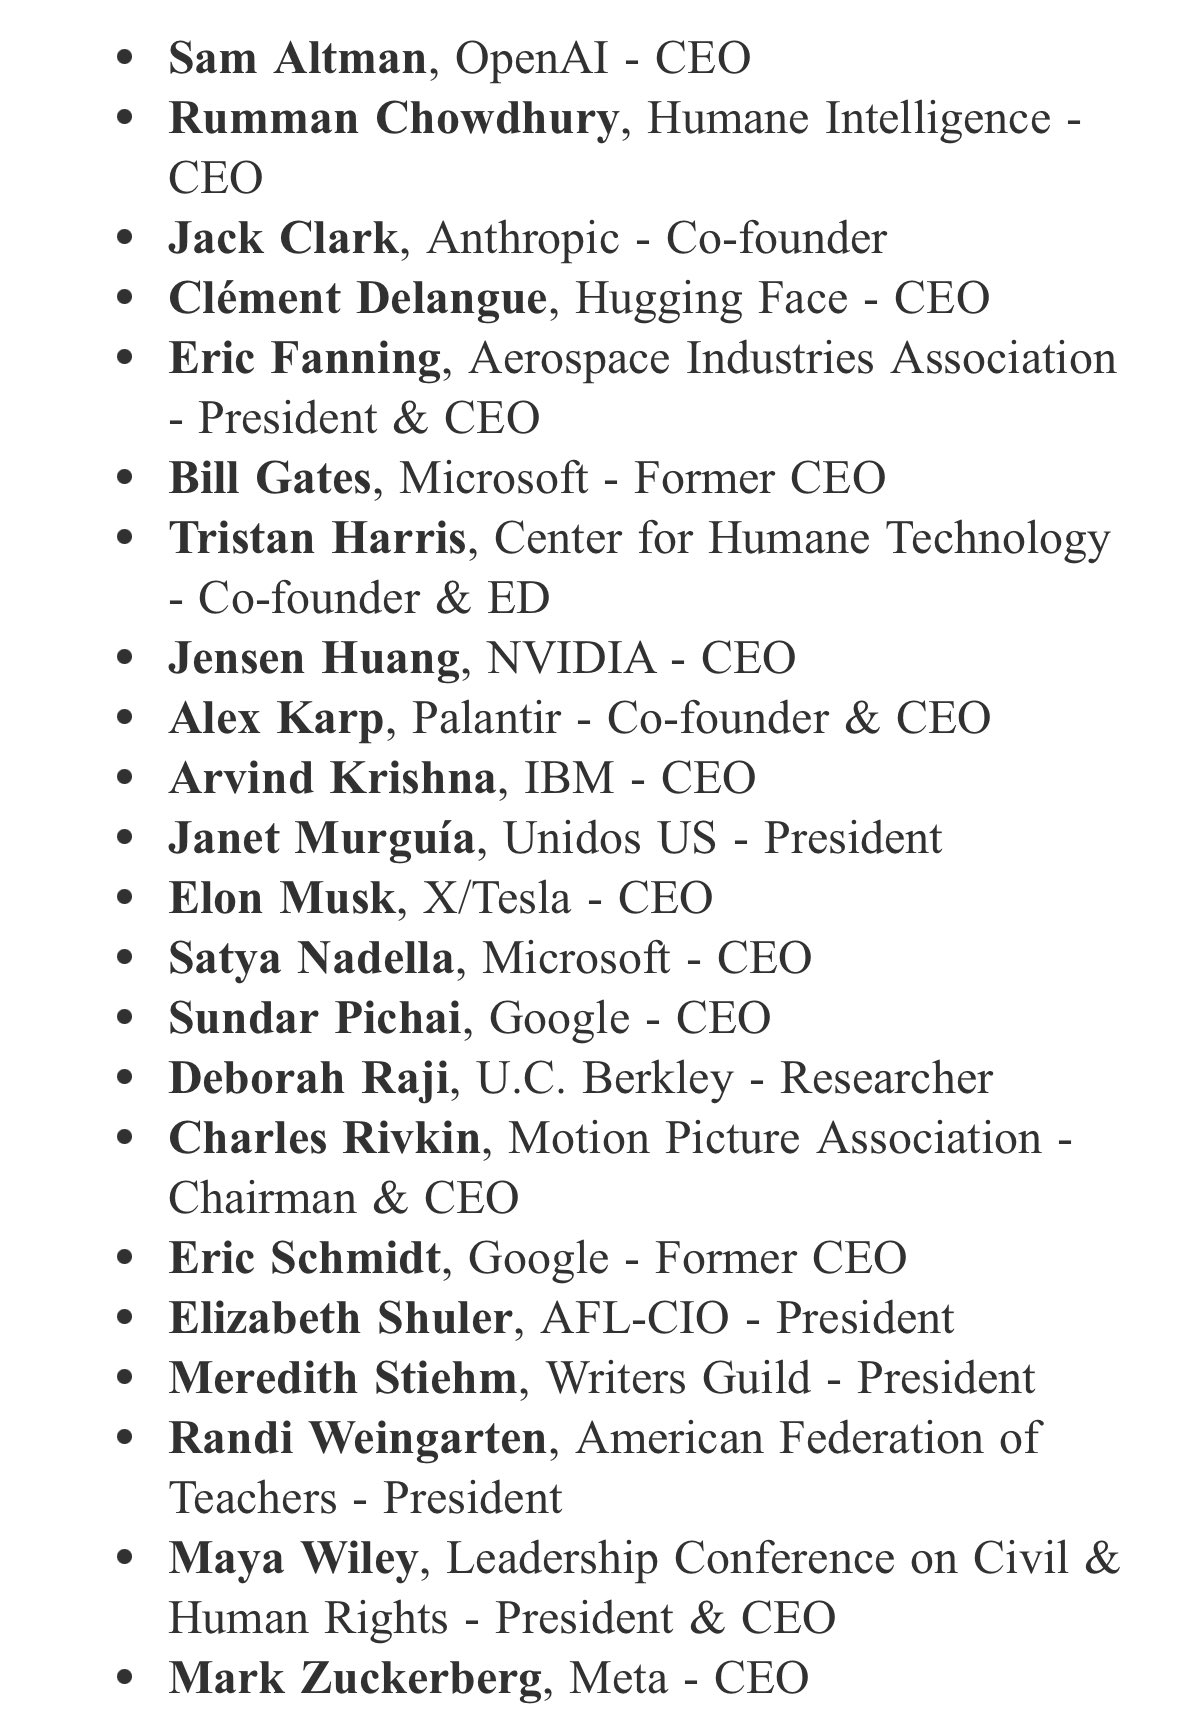 • Sam Altman, OpenAI - CEO
• Rumman Chowdhury, Humane Intelligence -
CEO
• Jack Clark, Anthropic - Co-founder
• Clément Delangue, Hugging Face - CEO
• Eric Fanning, Aerospace Industries Association
- President & CEO
• Bill Gates, Microsoft - Former CEO
• Tristan Harris, Center for Humane Technology
- Co-founder & ED
• Jensen Huang, NVIDIA - CEO
• Alex Karp, Palantir - Co-founder & CEO
• Arvind Krishna, IBM - CEO
• Janet Murguía, Unidos US - President
• Elon Musk, X/Tesla - CEO
• Satya Nadella, Microsoft - CEO
• Sundar Pichai, Google - CEO
• Deborah Raji, U.C. Berkley - Researcher
• Charles Rivkin, Motion Picture Association -
Chairman & CEO
• Eric Schmidt, Google - Former CEO
• Elizabeth Shuler, AFL-CIO - President
• Meredith Stiehm, Writers Guild - President
• Randi Weingarten, American Federation of
Teachers - President
• Maya Wiley, Leadership Conference on Civil &
Human Rights - President & CEO
• Mark Zuckerberg, Meta - CEO